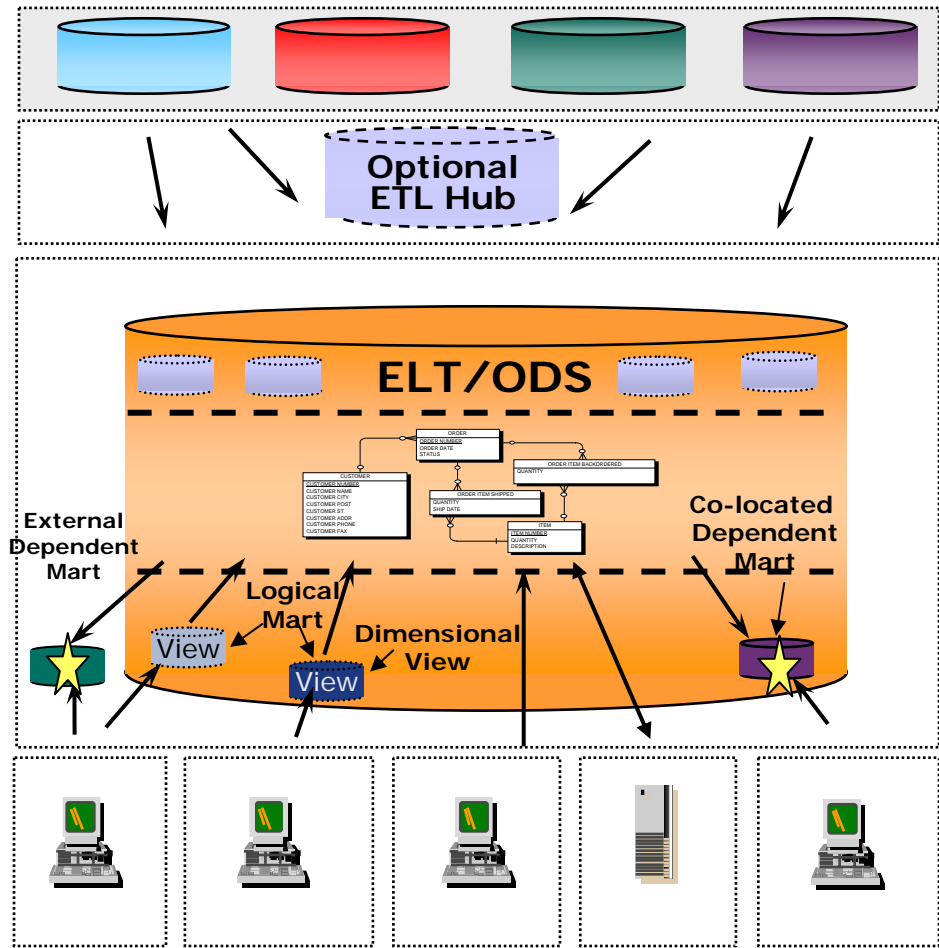 Optional
ETL Hub
ELT/ODS
ORDER
ORDER NUMBER
ORDER DATE
STATUS
CUSTOMER
CUSTOMER NUMBER
CUSTOMER NAME
CUSTOMER CITY
CUSTOMER POST
CUSTOMER ST
CUSTOMER ADDR
CUSTOMER PHONE
CUSTOMER FAX
ORDER ITEM BACKORDERED
QUANTITY
ORDER ITEM SHIPPED
QUANTITY
SHIP DATE
ITEM
ITEM NUMBER
QUANTITY
DESCRIPTION
External
Dependent
Mart
Co-located
Dependent
Mart
Logical
Mart
View
Dimensional
View
View